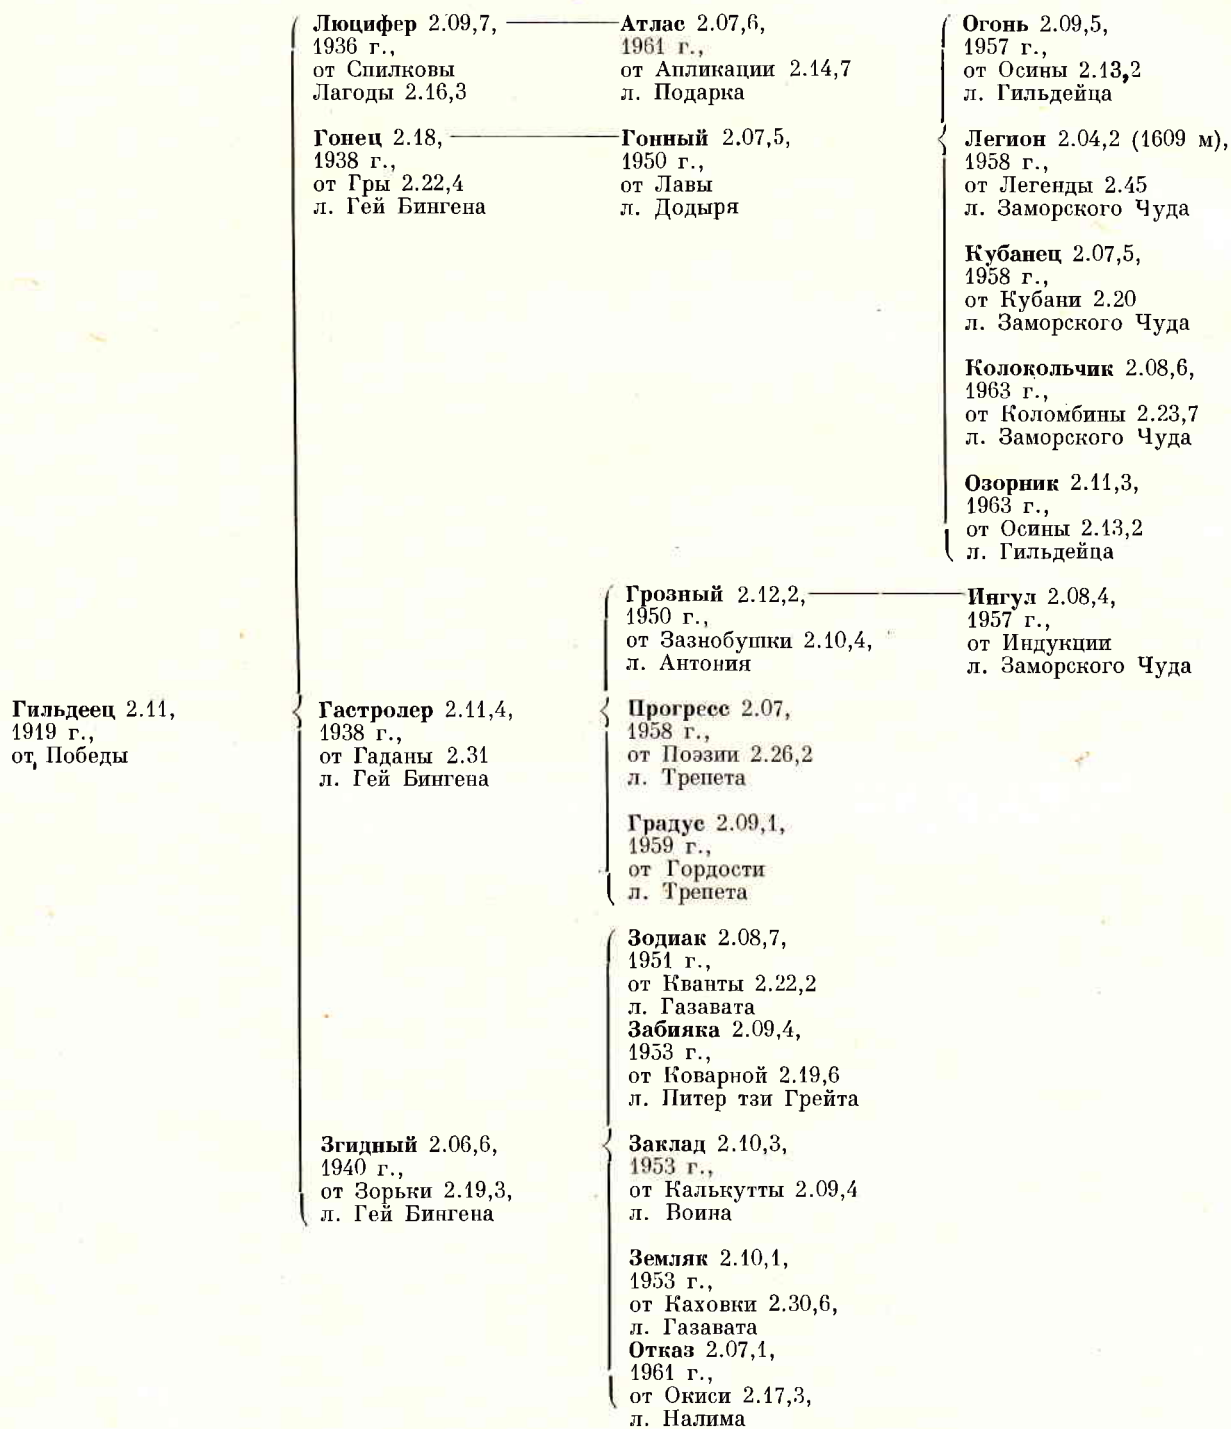 Люцифер 2.09,7,
1936 г.,
от Спилковы
Лагоды 2.16,3
Атлас 2.07,6,
1961 г.,
от Апликации 2.14,7
л. Подарка
Огонь 2.09,5,
1957 г.,
от Осины 2.13,2
л. Гильдейца
Гонец 2.18,
1938 г.,
от Гры 2.22,4
л. Гей Бингена
Гонный 2.07,5,
1950 г.,
от Лавы
л. Додыря
Легион 2.04,2 (1609 м),
1958 г.,
от Легенды 2.45
л. Заморского Чуда
Кубанец 2.07,5,
1958 г.,
от Кубани 2.20
л. Заморского Чуда
Колокольчик 2.08,6,
1963 г.,
от Коломбины 2.23,7
л. Заморского Чуда
Озорник 2.11,3,
1963 г.,
от Осины 2.13,2
л. Гильдейца
Грозный 2.12,2,
1950 г.,
от Зазнобушки 2.10,4,
л. Антония
Ингул 2.08,4,
1957 г.,
от Индукции
л. Заморского Чуда
Гильдеец 2.11,
1919 г.,
от Победы
Гастролер 2.11,4,
1938 г.,
от Гаданы 2.31
л. Гей Бингена
Прогресс 2.07,
1958 г.,
от Поэзии 2.26,2
л. Трепета
Градус 2.09,1,
1959 г.,
от Гордости
л. Трепета
Зодиак 2.08,7,
1951 г.,
от Кванты 2.22,2
л. Газавата
Забияка 2.09,4,
1953 г.,
от Коварной 2.19,6
л. Питер тзи Грейта
Згидный 2.06,6,
1940 г.,
от Зорьки 2.19,3,
л. Гей Бингена
Заклад 2.10,3,
1953 г.,
от Калькутты 2.09,4
л. Воина
Земляк 2.10,1,
1953 г.,
от Каховки 2.30,6,
л. Газавата
Отказ 2.07,1,
1961 г.,
от Окиси 2.17,3,
л. Налима